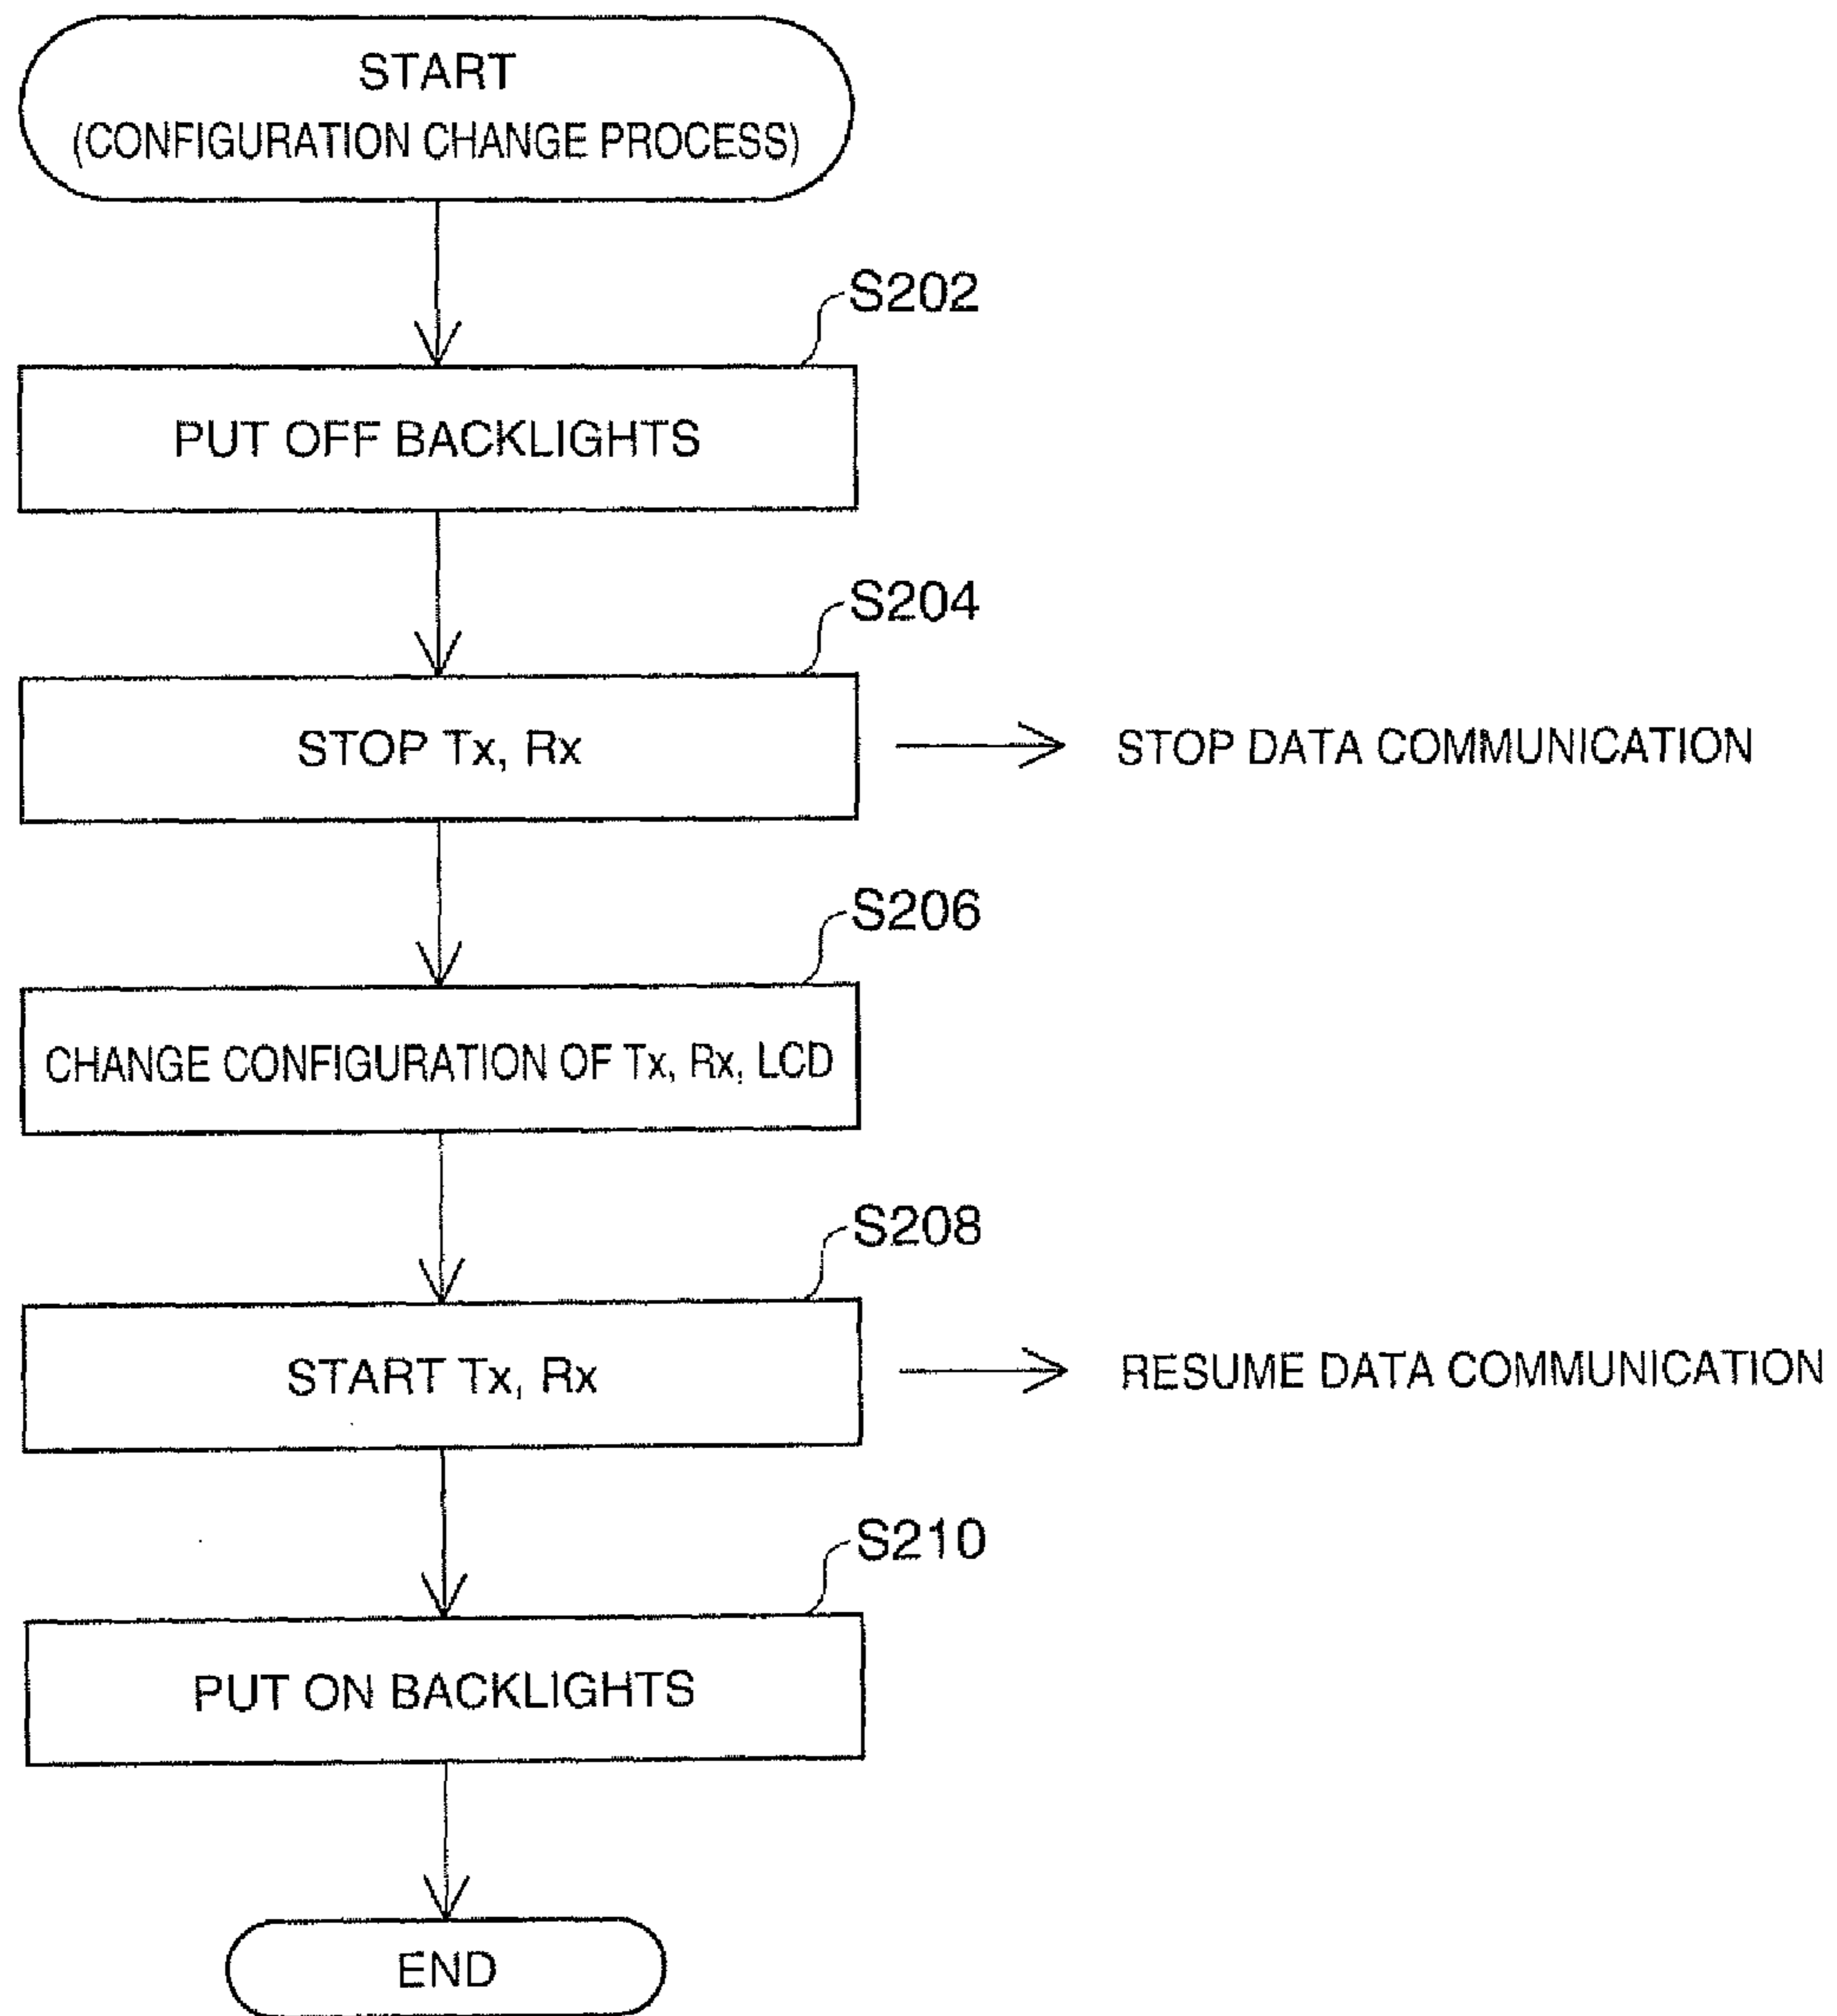 START
(CONFIGURATION CHANGE PROCESS)
S202
PUT OFF BACKLIGHTS
S204
STOP Tx, Rx
STOP DATA COMMUNICATION
S206
CHANGE CONFIGURATION OF Tx, Rx, LCD
S208
START Tx, Rx
RESUME DATA COMMUNICATION
S210
PUT ON BACKLIGHTS
END